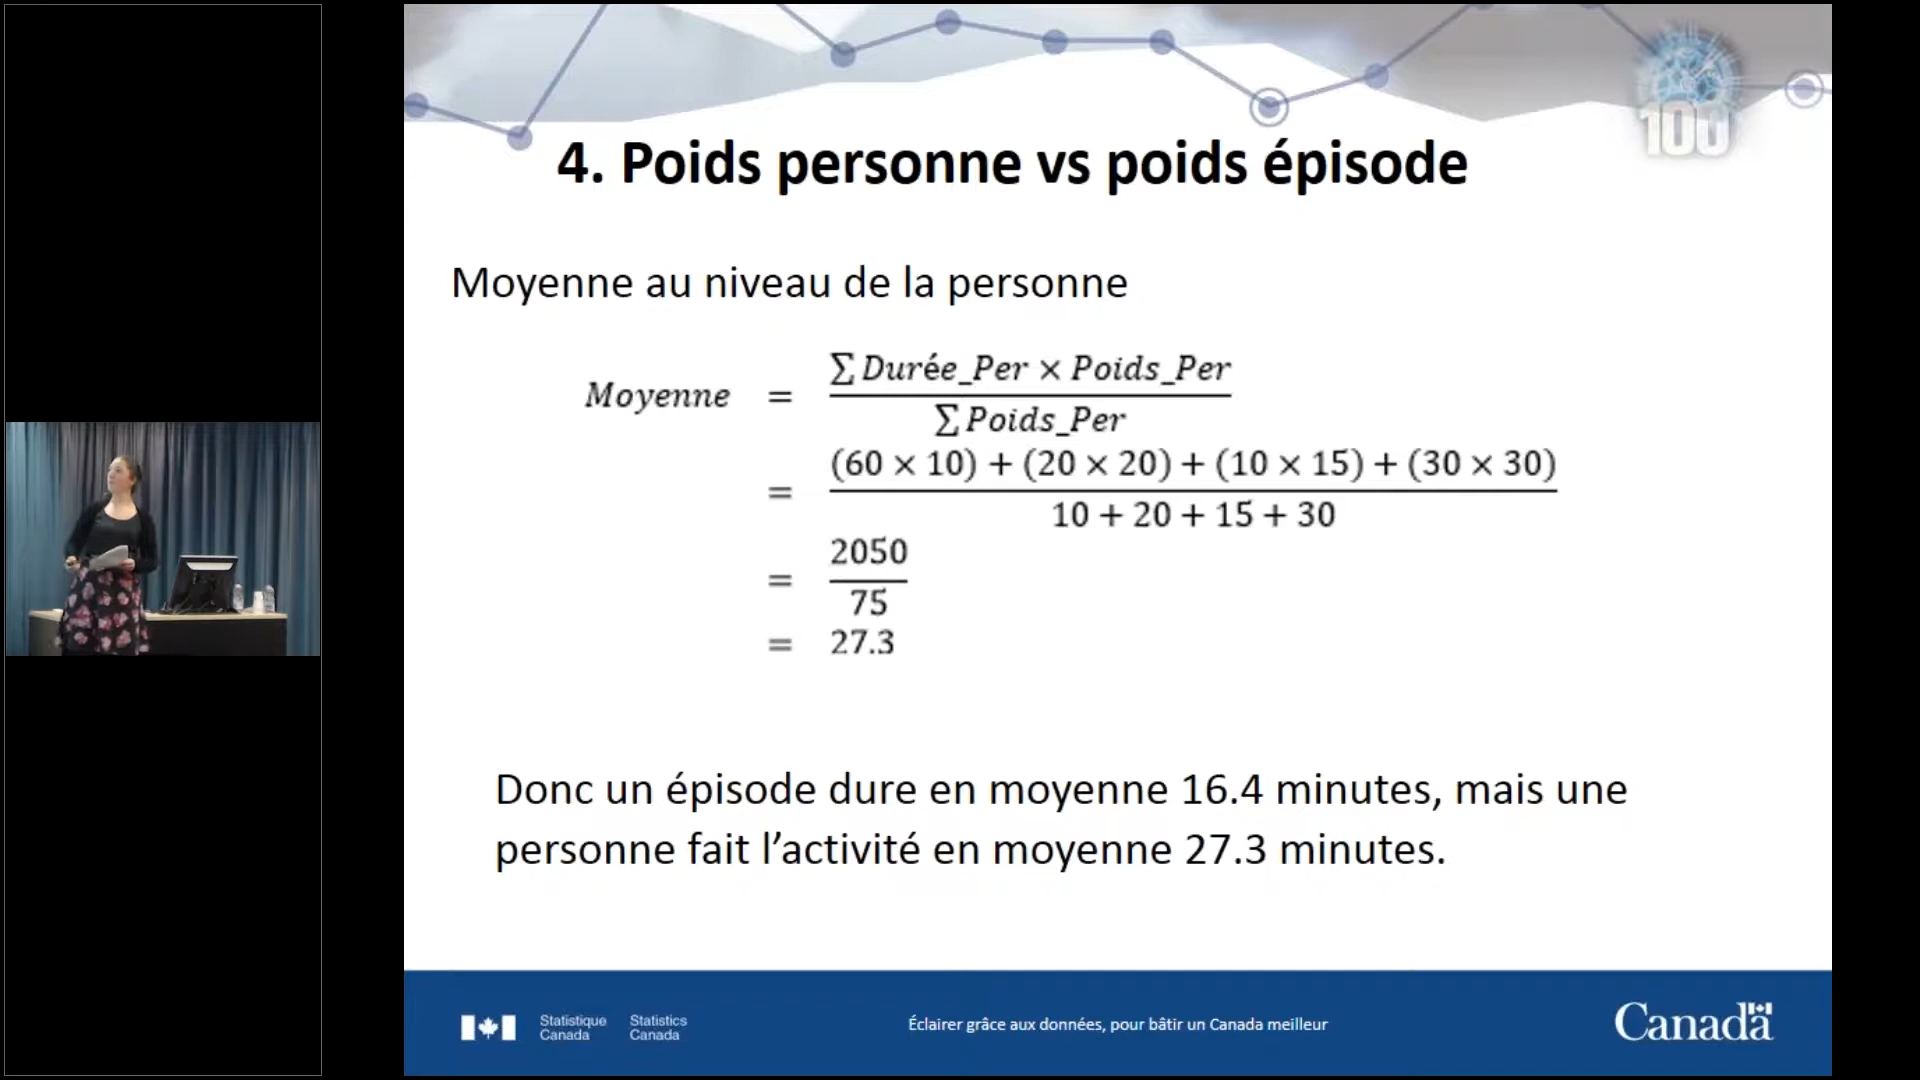 100
4. Poids personne vs poids épisode
Moyenne au niveau de la personne
Moyenne = ∑ Durée_Per × Poids_Per
∑ Poids_Per
= (60 × 10) + (20 × 20) + (10 × 15) + (30 × 30)
10 + 20 + 15 + 30
= 2050
75
= 27.3
Donc un épisode dure en moyenne 16.4 minutes, mais une
personne fait l’activité en moyenne 27.3 minutes.
Statistique Statistics
Canada Canada
Éclairer grâce aux données, pour bâtir un Canada meilleur
Canada